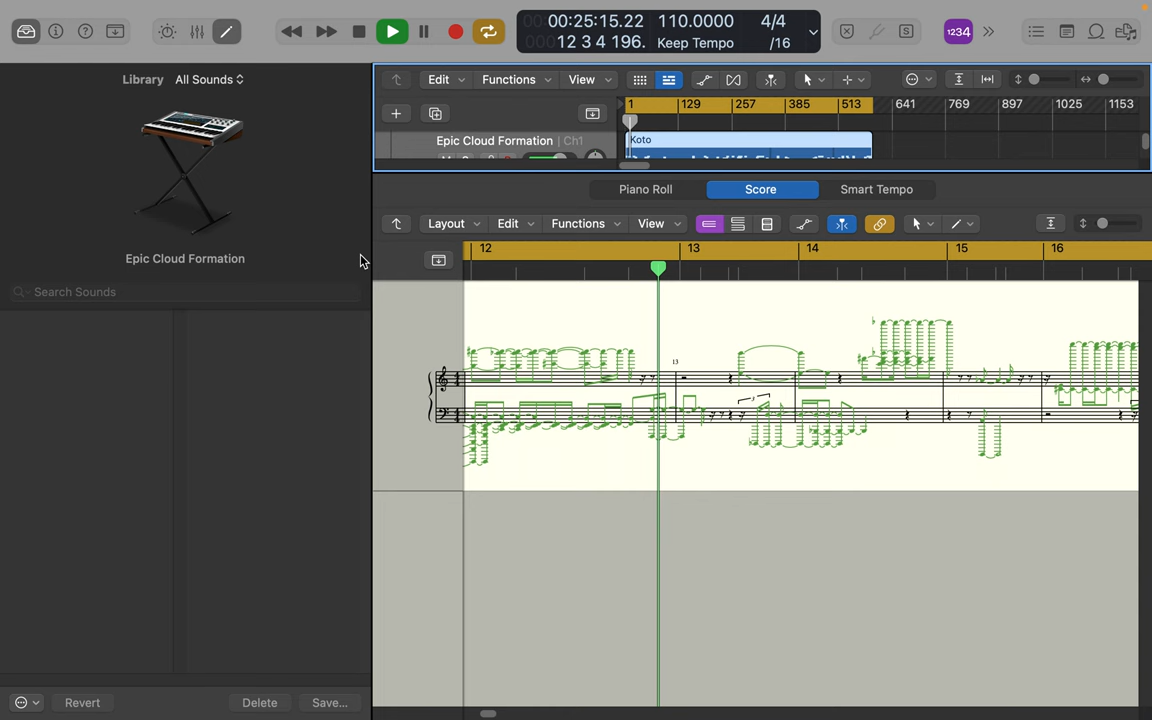 00:25:15.22 110.0000 4/4
12 3 4 196. Keep Tempo /16
1234
Library All Sounds
Edit Functions View
1 129 257 385 513 641 769 897 1025 1153
Epic Cloud Formation | Ch1
Koto
Piano Roll Score Smart Tempo
Layout Edit Functions View
12 13 14 15 16
Epic Cloud Formation
Search Sounds
13
3
Revert Delete Save...